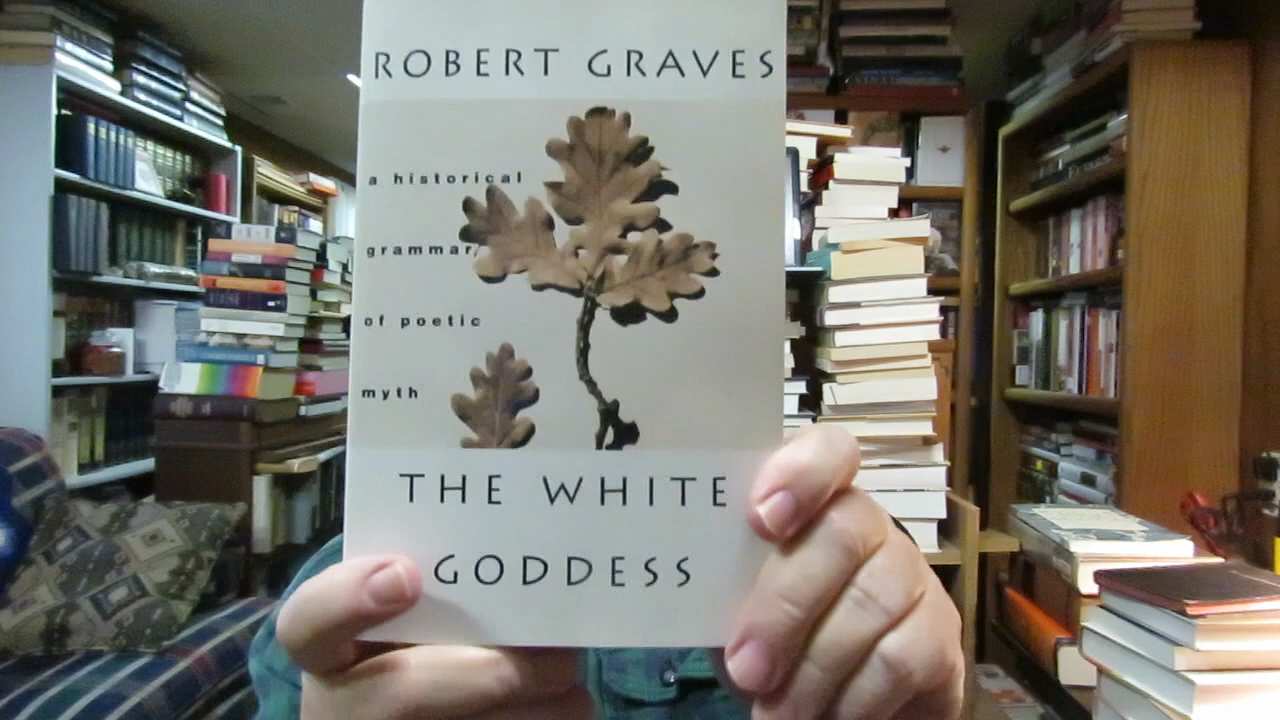 ROBERT GRAVES
a historical
grammar
of poetic
myth
THE WHITE
GODDESS